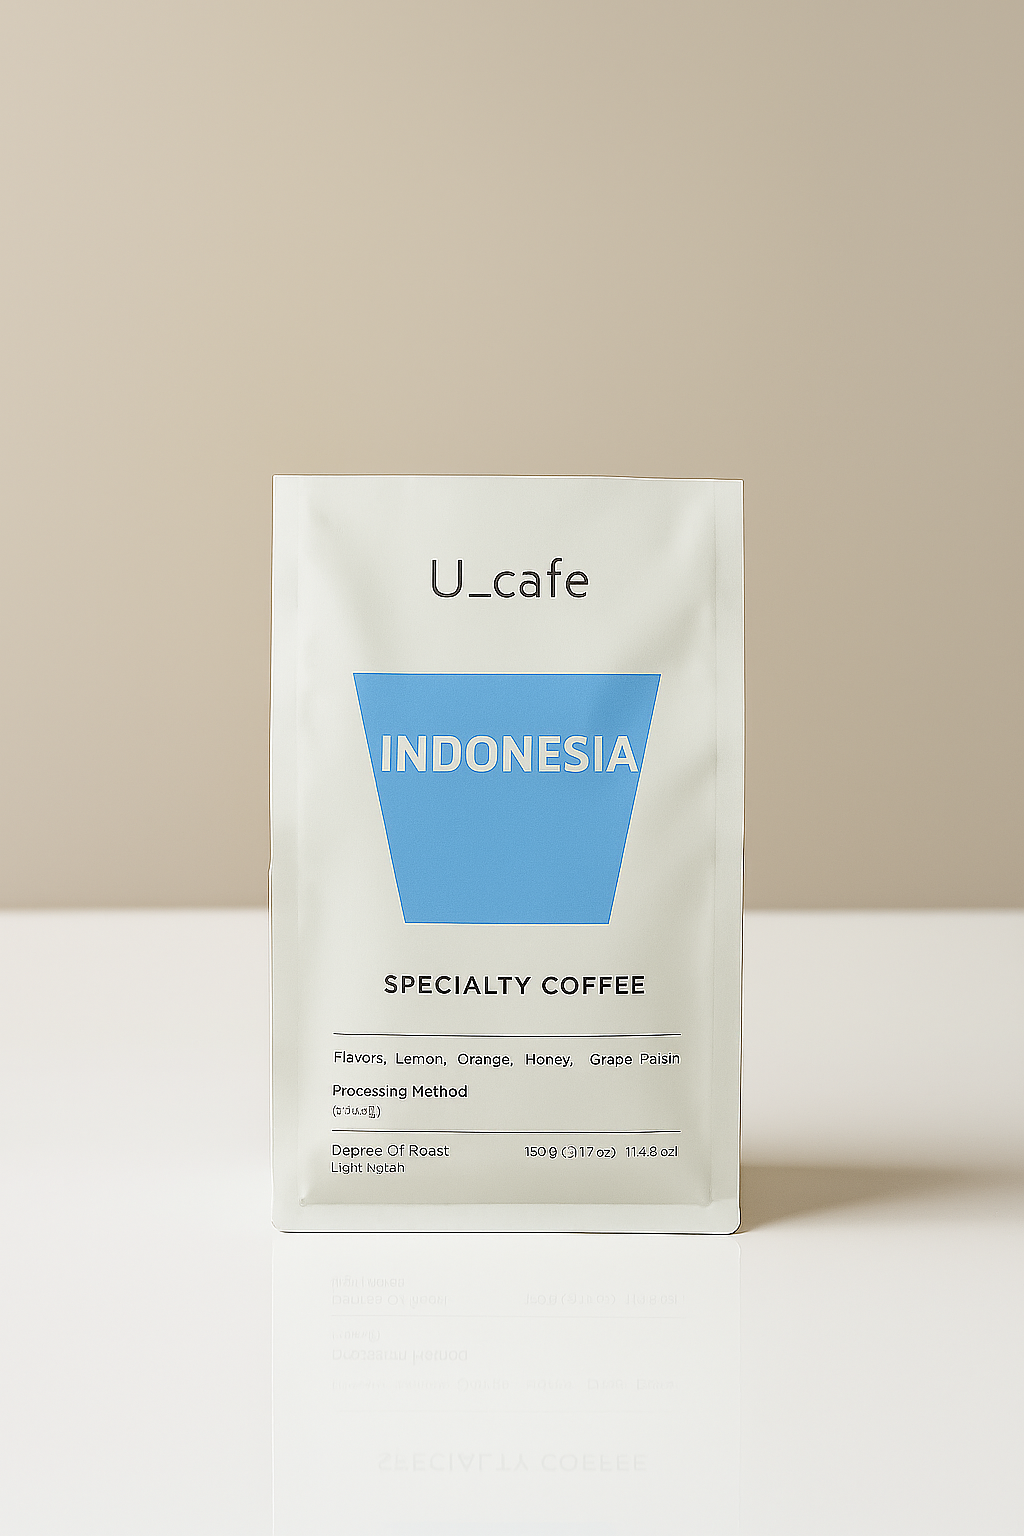 U_cafe
INDONESIA
SPECIALTY COFFEE
Flavors, Lemon, Orange, Honey, Grape Paisin
Processing Method
Depree Of Roast
150g 17 oz) 11.4.8 ozl
Light Ngtah